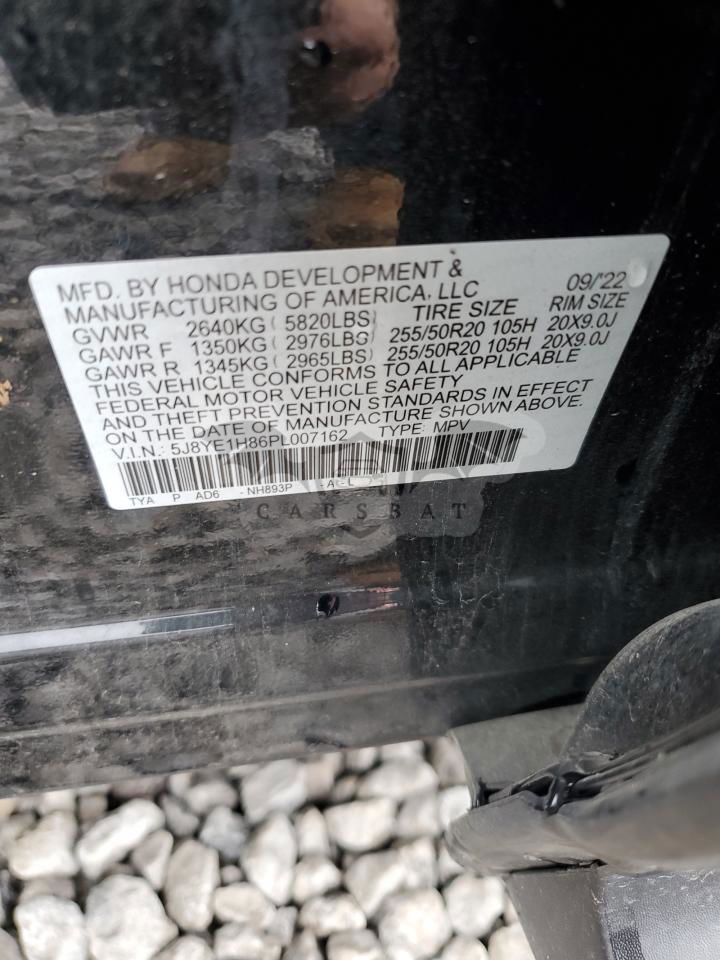 MFD. BY HONDA DEVELOPMENT & 09/'22
MANUFACTURING OF AMERICA, LLC
GVWR 2640KG ( 5820LBS) TIRE SIZE RIM SIZE
GAWR F 1350KG ( 2976LBS) 255/50R20 105H 20X9.0J
GAWR R 1345KG ( 2965LBS) 255/50R20 105H 20X9.0J
THIS VEHICLE CONFORMS TO ALL APPLICABLE
FEDERAL MOTOR VEHICLE SAFETY
AND THEFT PREVENTION STANDARDS IN EFFECT
ON THE DATE OF MANUFACTURE SHOWN ABOVE.
V.I.N.: 5J8YE1H86PL007162 TYPE: MPV
TYA P AD6 -NH893P -A -L
CARSBAT